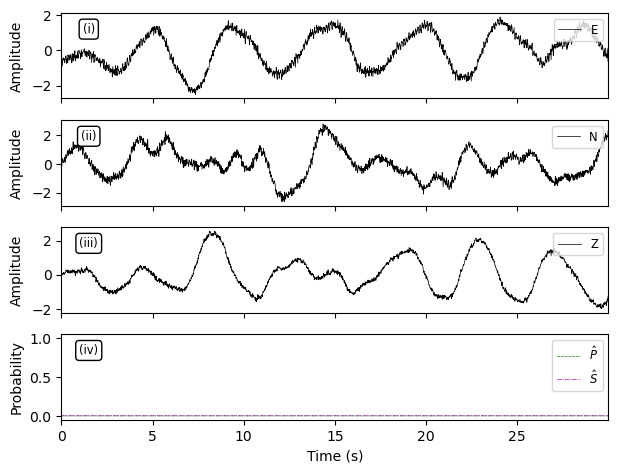 2
0
−2
Amplitude
(i)
E
2
0
−2
Amplitude
(ii)
N
2
0
−2
Amplitude
(iii)
Z
1.0
0.5
0.0
Probability
(iv)
P̂
Ŝ
0 5 10 15 20 25
Time (s)